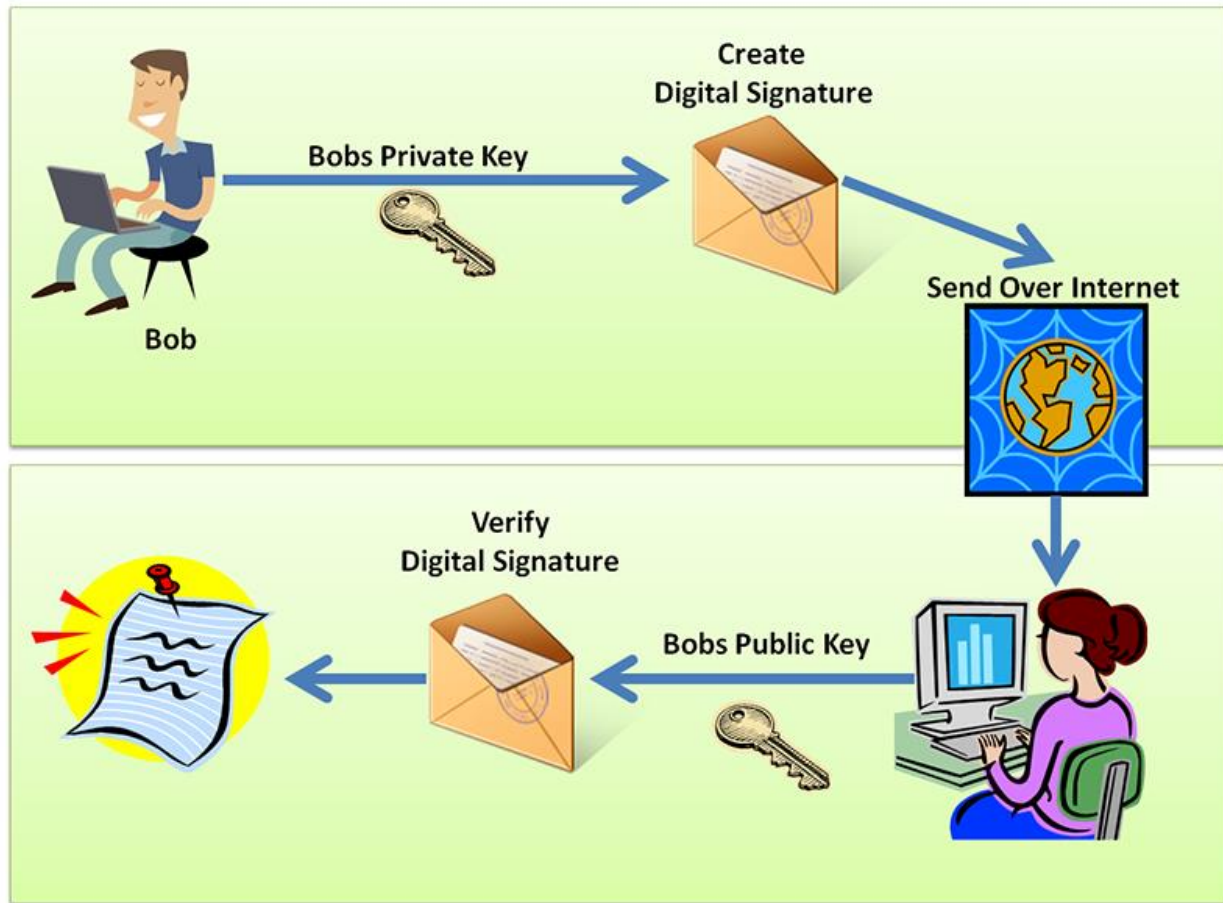 Create
Digital Signature
Bobs Private Key
Bob
Send Over Internet
Verify
Digital Signature
Bobs Public Key